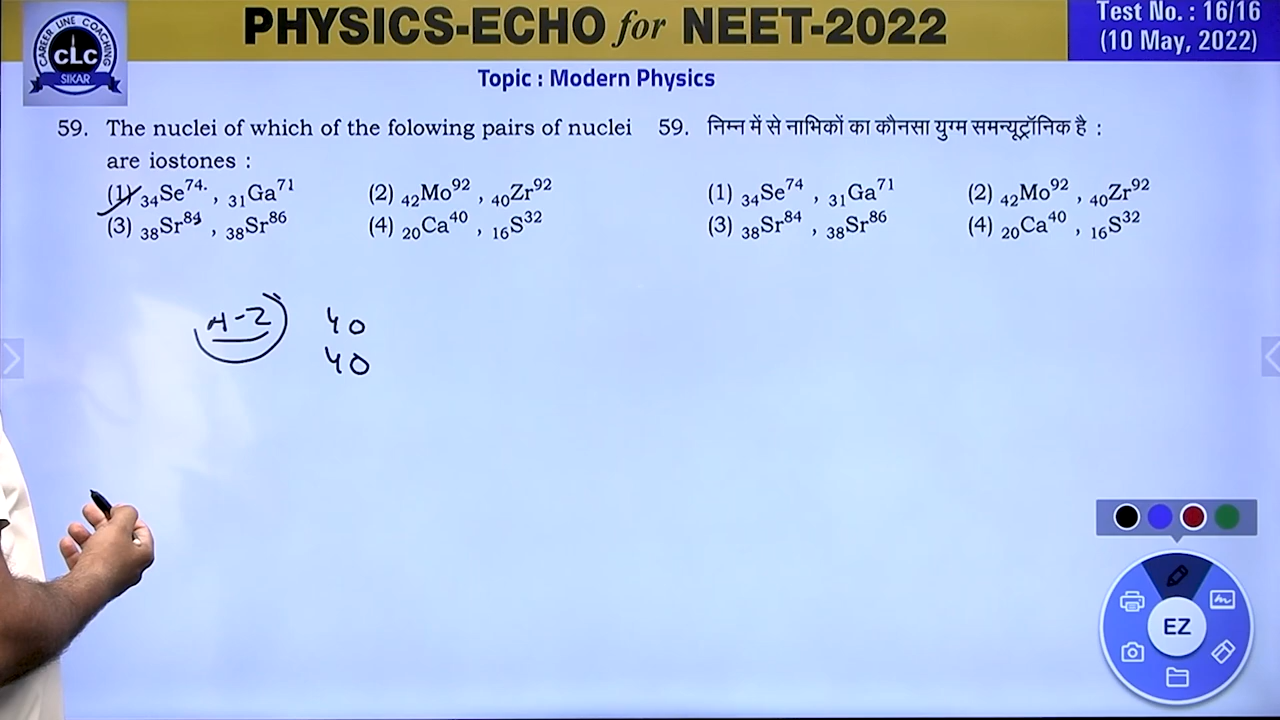 CAREER LINE COACHING
CLC
SIKAR
PHYSICS-ECHO for NEET-2022
Test No. : 16/16
(10 May, 2022)
Topic : Modern Physics
59. The nuclei of which of the folowing pairs of nuclei
are iostones :
(1) ₃₄Se⁷⁴· , ₃₁Ga⁷¹ (2) ₄₂Mo⁹² , ₄₀Zr⁹²
(3) ₃₈Sr⁸⁴ , ₃₈Sr⁸⁶ (4) ₂₀Ca⁴⁰ , ₁₆S³²
59. निम्न में से नाभिकों का कौनसा युग्म समन्यूट्रॉनिक है :
(1) ₃₄Se⁷⁴ , ₃₁Ga⁷¹ (2) ₄₂Mo⁹² , ₄₀Zr⁹²
(3) ₃₈Sr⁸⁴ , ₃₈Sr⁸⁶ (4) ₂₀Ca⁴⁰ , ₁₆S³²
A-Z 40
40
EZ